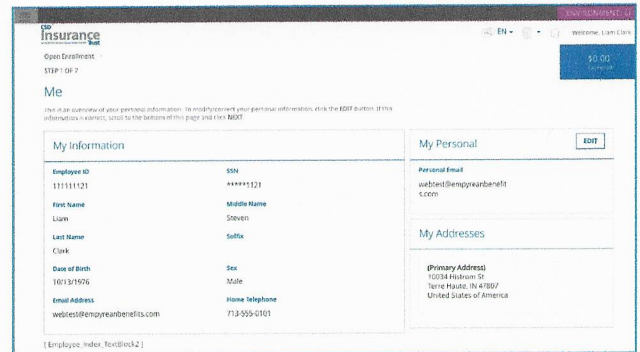 CSD
Insurance
Trust
EN
Welcome, Liam Clark
Open Enrollment
STEP 1 OF 7
$0.00
Me
This is an overview of your personal information. To modify/correct your personal information, click the EDIT button. If this
information is correct, scroll to the bottom of this page and click NEXT.
My Information
Employee ID
111111121
SSN
*****1121
First Name
Liam
Middle Name
Steven
Last Name
Clark
Suffix
Date of Birth
10/13/1976
Sex
Male
Email Address
webtest@empyreanbenefits.com
Home Telephone
713-555-0101
My Personal
EDIT
Personal Email
webtest@empyreanbenefit
s.com
My Addresses
(Primary Address)
10034 Histrom St
Terre Haute, IN 47807
United States of America
[ Employee_Index_TextBlock2 ]